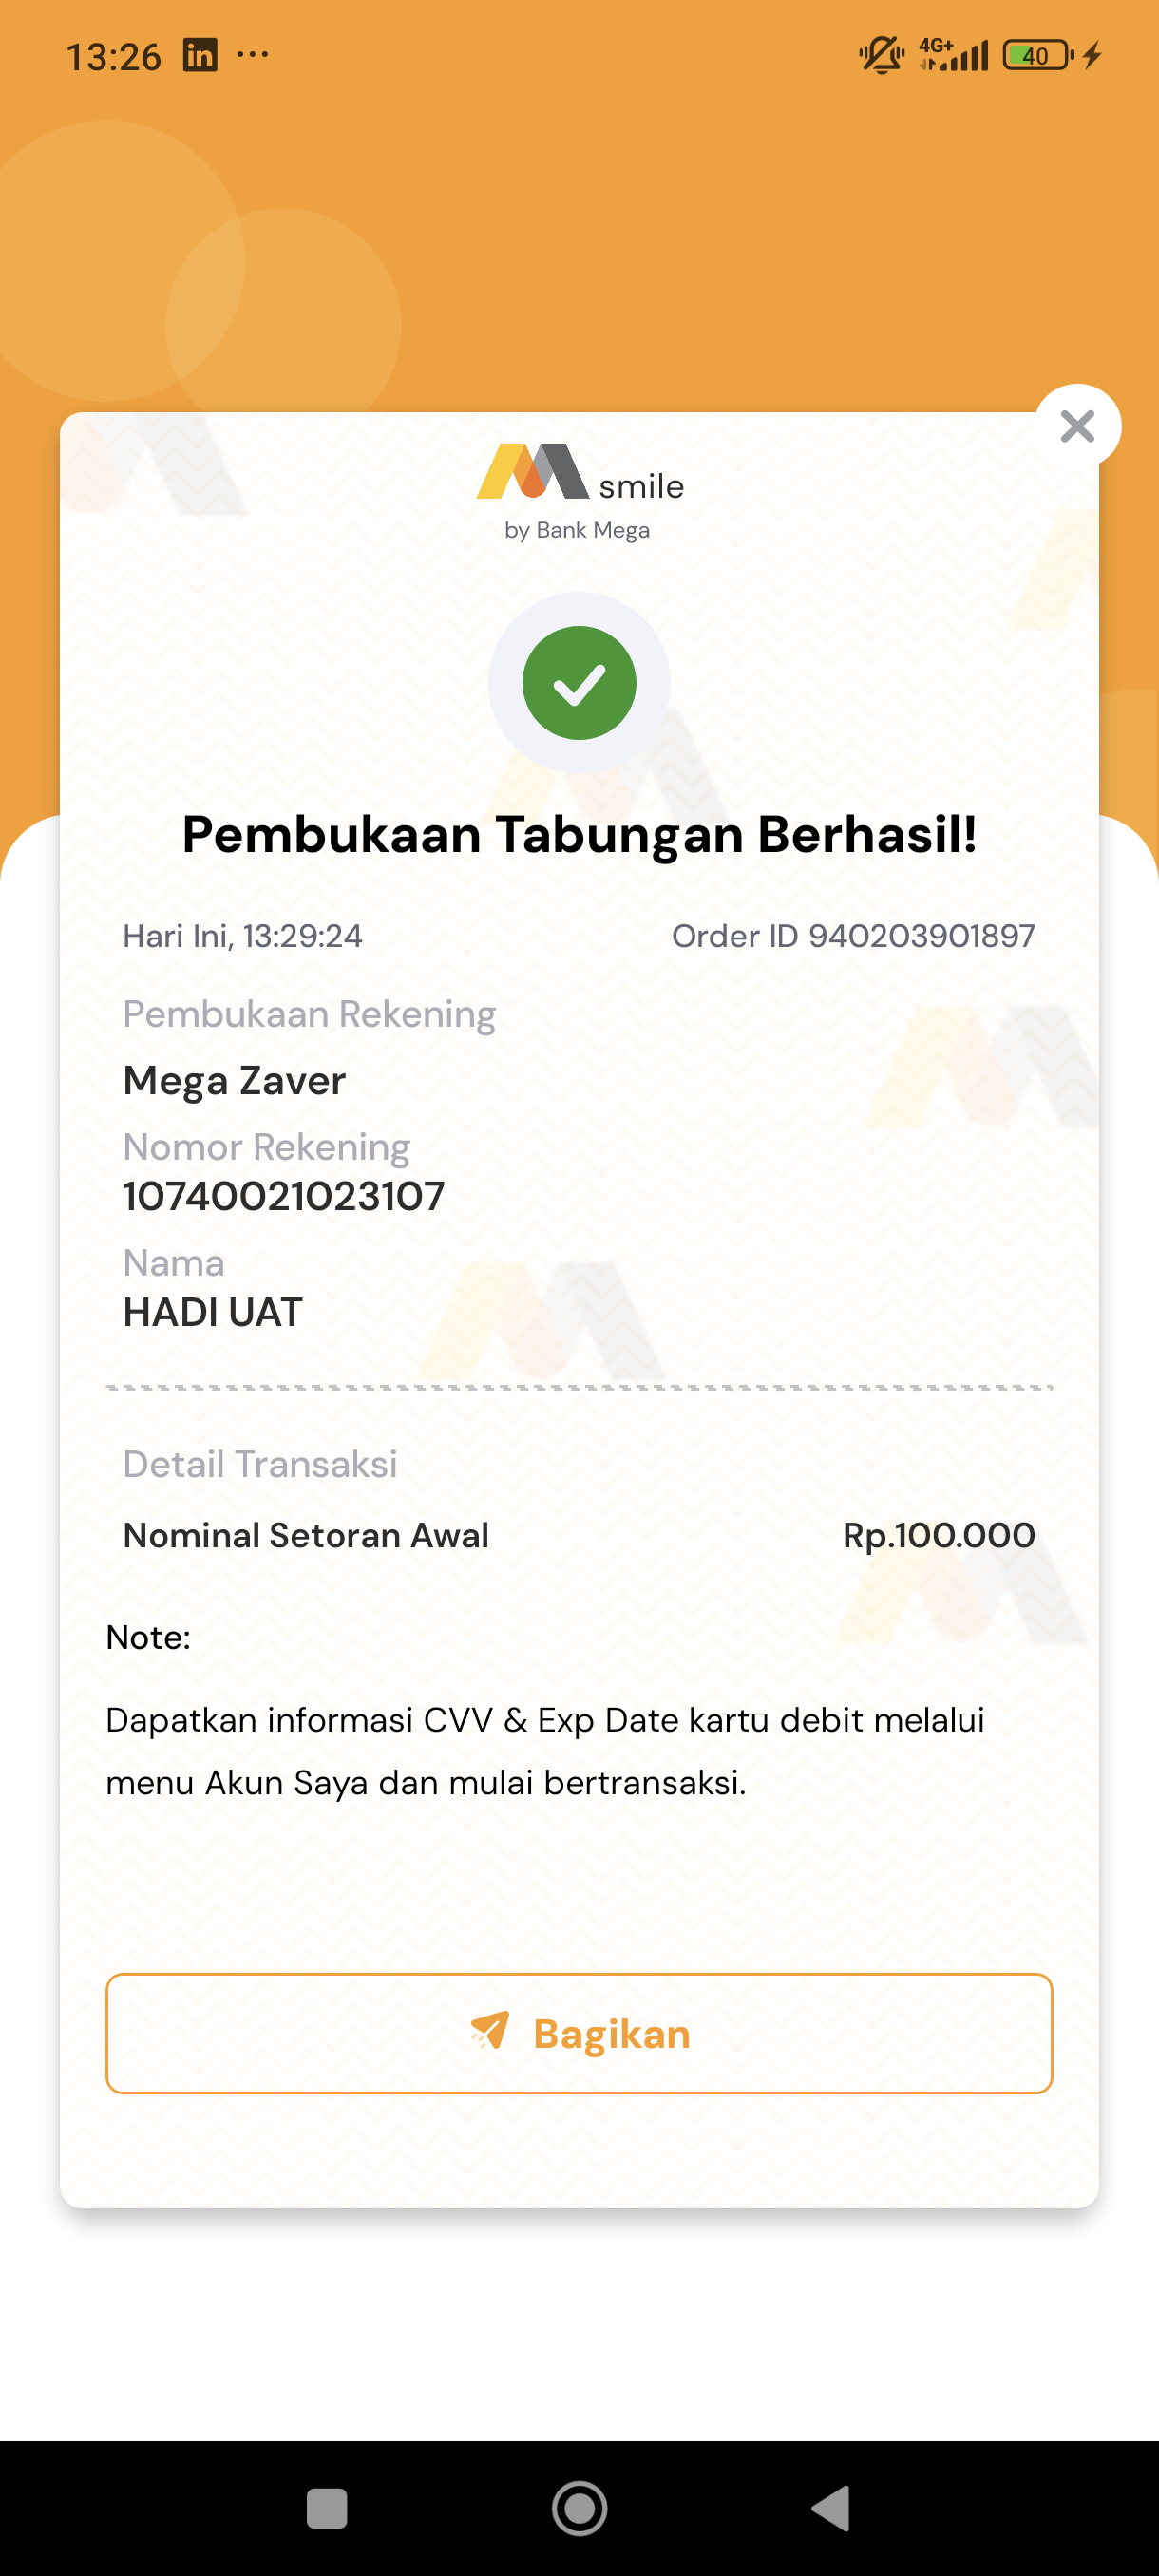 13:26
4G+
40
smile
by Bank Mega
Pembukaan Tabungan Berhasil!
Hari Ini, 13:29:24 Order ID 940203901897
Pembukaan Rekening
Mega Zaver
Nomor Rekening
10740021023107
Nama
HADI UAT
Detail Transaksi
Nominal Setoran Awal Rp.100.000
Note:
Dapatkan informasi CVV & Exp Date kartu debit melalui
menu Akun Saya dan mulai bertransaksi.
Bagikan